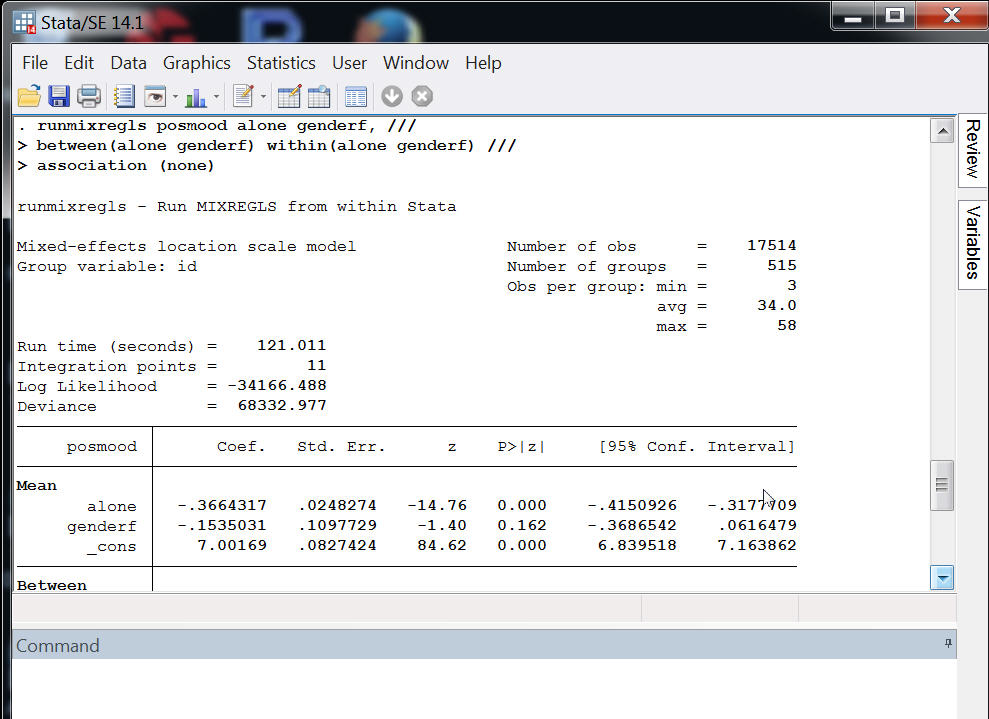 Stata/SE 14.1
File Edit Data Graphics Statistics User Window Help
. runmixregls posmood alone genderf, ///
> between(alone genderf) within(alone genderf) ///
> association (none)
runmixregls - Run MIXREGLS from within Stata
Mixed-effects location scale model Number of obs = 17514
Group variable: id Number of groups = 515
Obs per group: min = 3
avg = 34.0
max = 58
Run time (seconds) = 121.011
Integration points = 11
Log Likelihood = -34166.488
Deviance = 68332.977
posmood Coef. Std. Err. z P>|z| [95% Conf. Interval]
Mean
alone -.3664317 .0248274 -14.76 0.000 -.4150926 -.3177709
genderf -.1535031 .1097729 -1.40 0.162 -.3686542 .0616479
_cons 7.00169 .0827424 84.62 0.000 6.839518 7.163862
Between
Command
Review
Variables